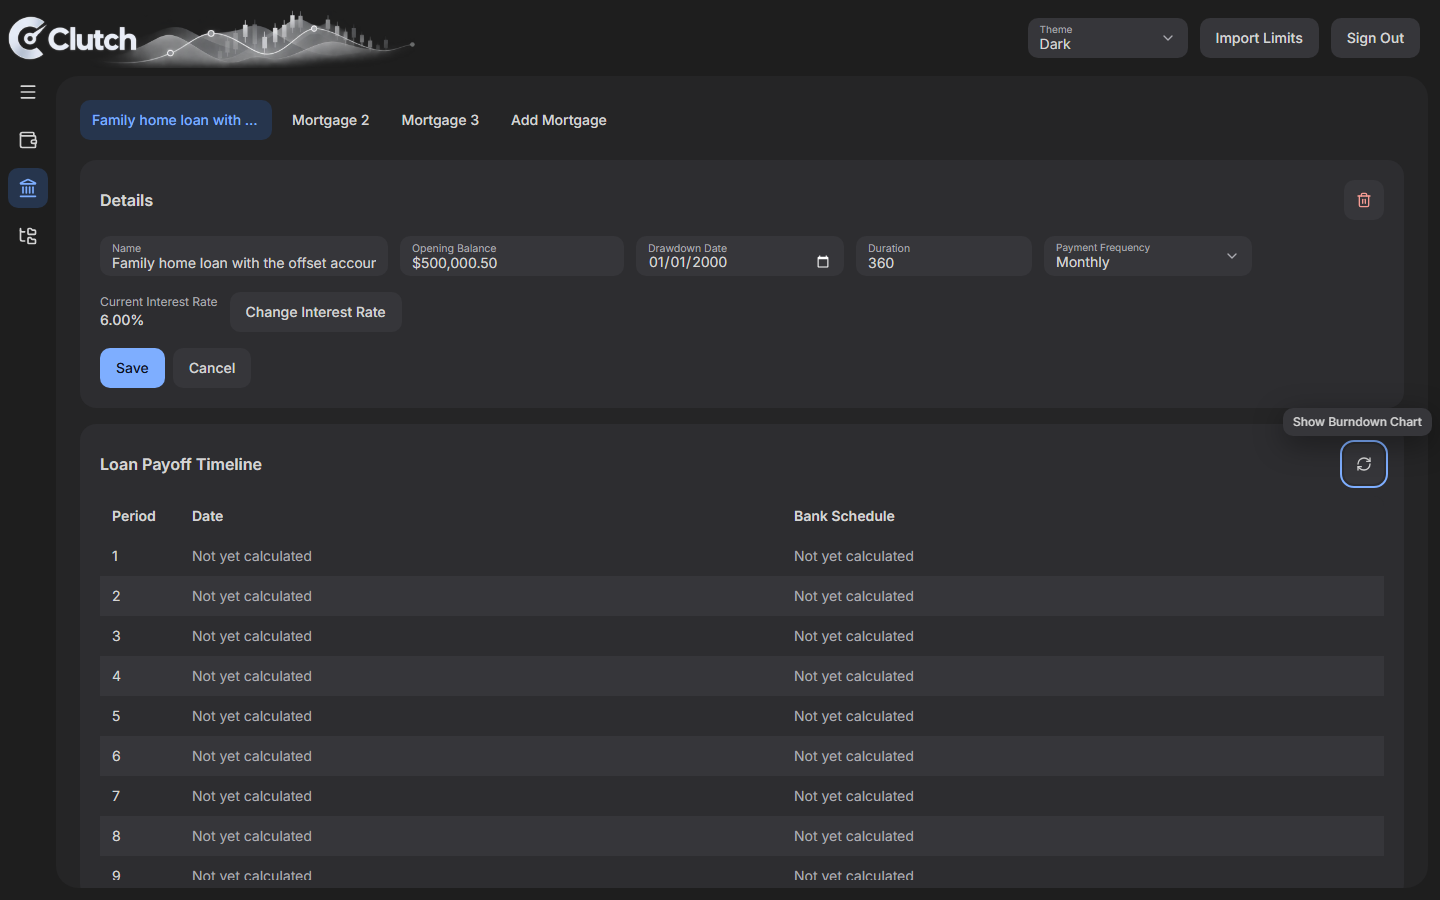 Clutch
Theme
Dark
Import Limits
Sign Out
Family home loan with ...
Mortgage 2
Mortgage 3
Add Mortgage
Details
Name
Family home loan with the offset accour
Opening Balance
$500,000.50
Drawdown Date
01/01/2000
Duration
360
Payment Frequency
Monthly
Current Interest Rate
6.00%
Change Interest Rate
Save
Cancel
Show Burndown Chart
Loan Payoff Timeline
Period Date Bank Schedule
1 Not yet calculated Not yet calculated
2 Not yet calculated Not yet calculated
3 Not yet calculated Not yet calculated
4 Not yet calculated Not yet calculated
5 Not yet calculated Not yet calculated
6 Not yet calculated Not yet calculated
7 Not yet calculated Not yet calculated
8 Not yet calculated Not yet calculated
9 Not yet calculated Not yet calculated